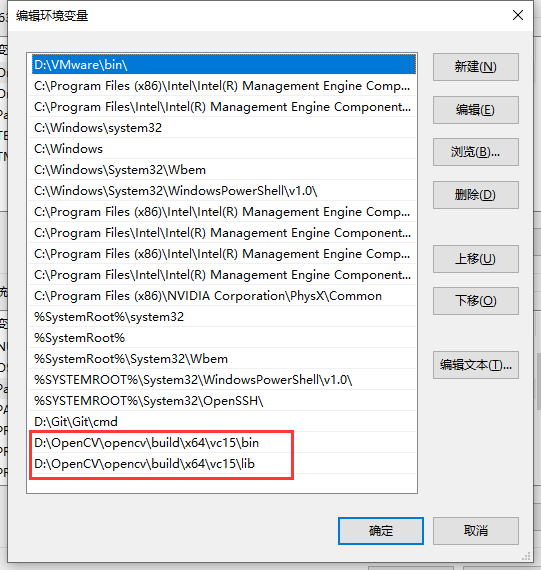 编辑环境变量
D:\VMware\bin\
C:\Program Files (x86)\Intel\Intel(R) Management Engine Comp...
C:\Program Files\Intel\Intel(R) Management Engine Component...
C:\Windows\system32
C:\Windows
C:\Windows\System32\Wbem
C:\Windows\System32\WindowsPowerShell\v1.0\
C:\Program Files (x86)\Intel\Intel(R) Management Engine Comp...
C:\Program Files\Intel\Intel(R) Management Engine Component...
C:\Program Files (x86)\Intel\Intel(R) Management Engine Comp...
C:\Program Files\Intel\Intel(R) Management Engine Component...
C:\Program Files (x86)\NVIDIA Corporation\PhysX\Common
%SystemRoot%\system32
%SystemRoot%
%SystemRoot%\System32\Wbem
%SYSTEMROOT%\System32\WindowsPowerShell\v1.0\
%SYSTEMROOT%\System32\OpenSSH\
D:\Git\Git\cmd
D:\OpenCV\opencv\build\x64\vc15\bin
D:\OpenCV\opencv\build\x64\vc15\lib
新建(N)
编辑(E)
浏览(B)...
删除(D)
上移(U)
下移(O)
编辑文本(T)...
确定
取消